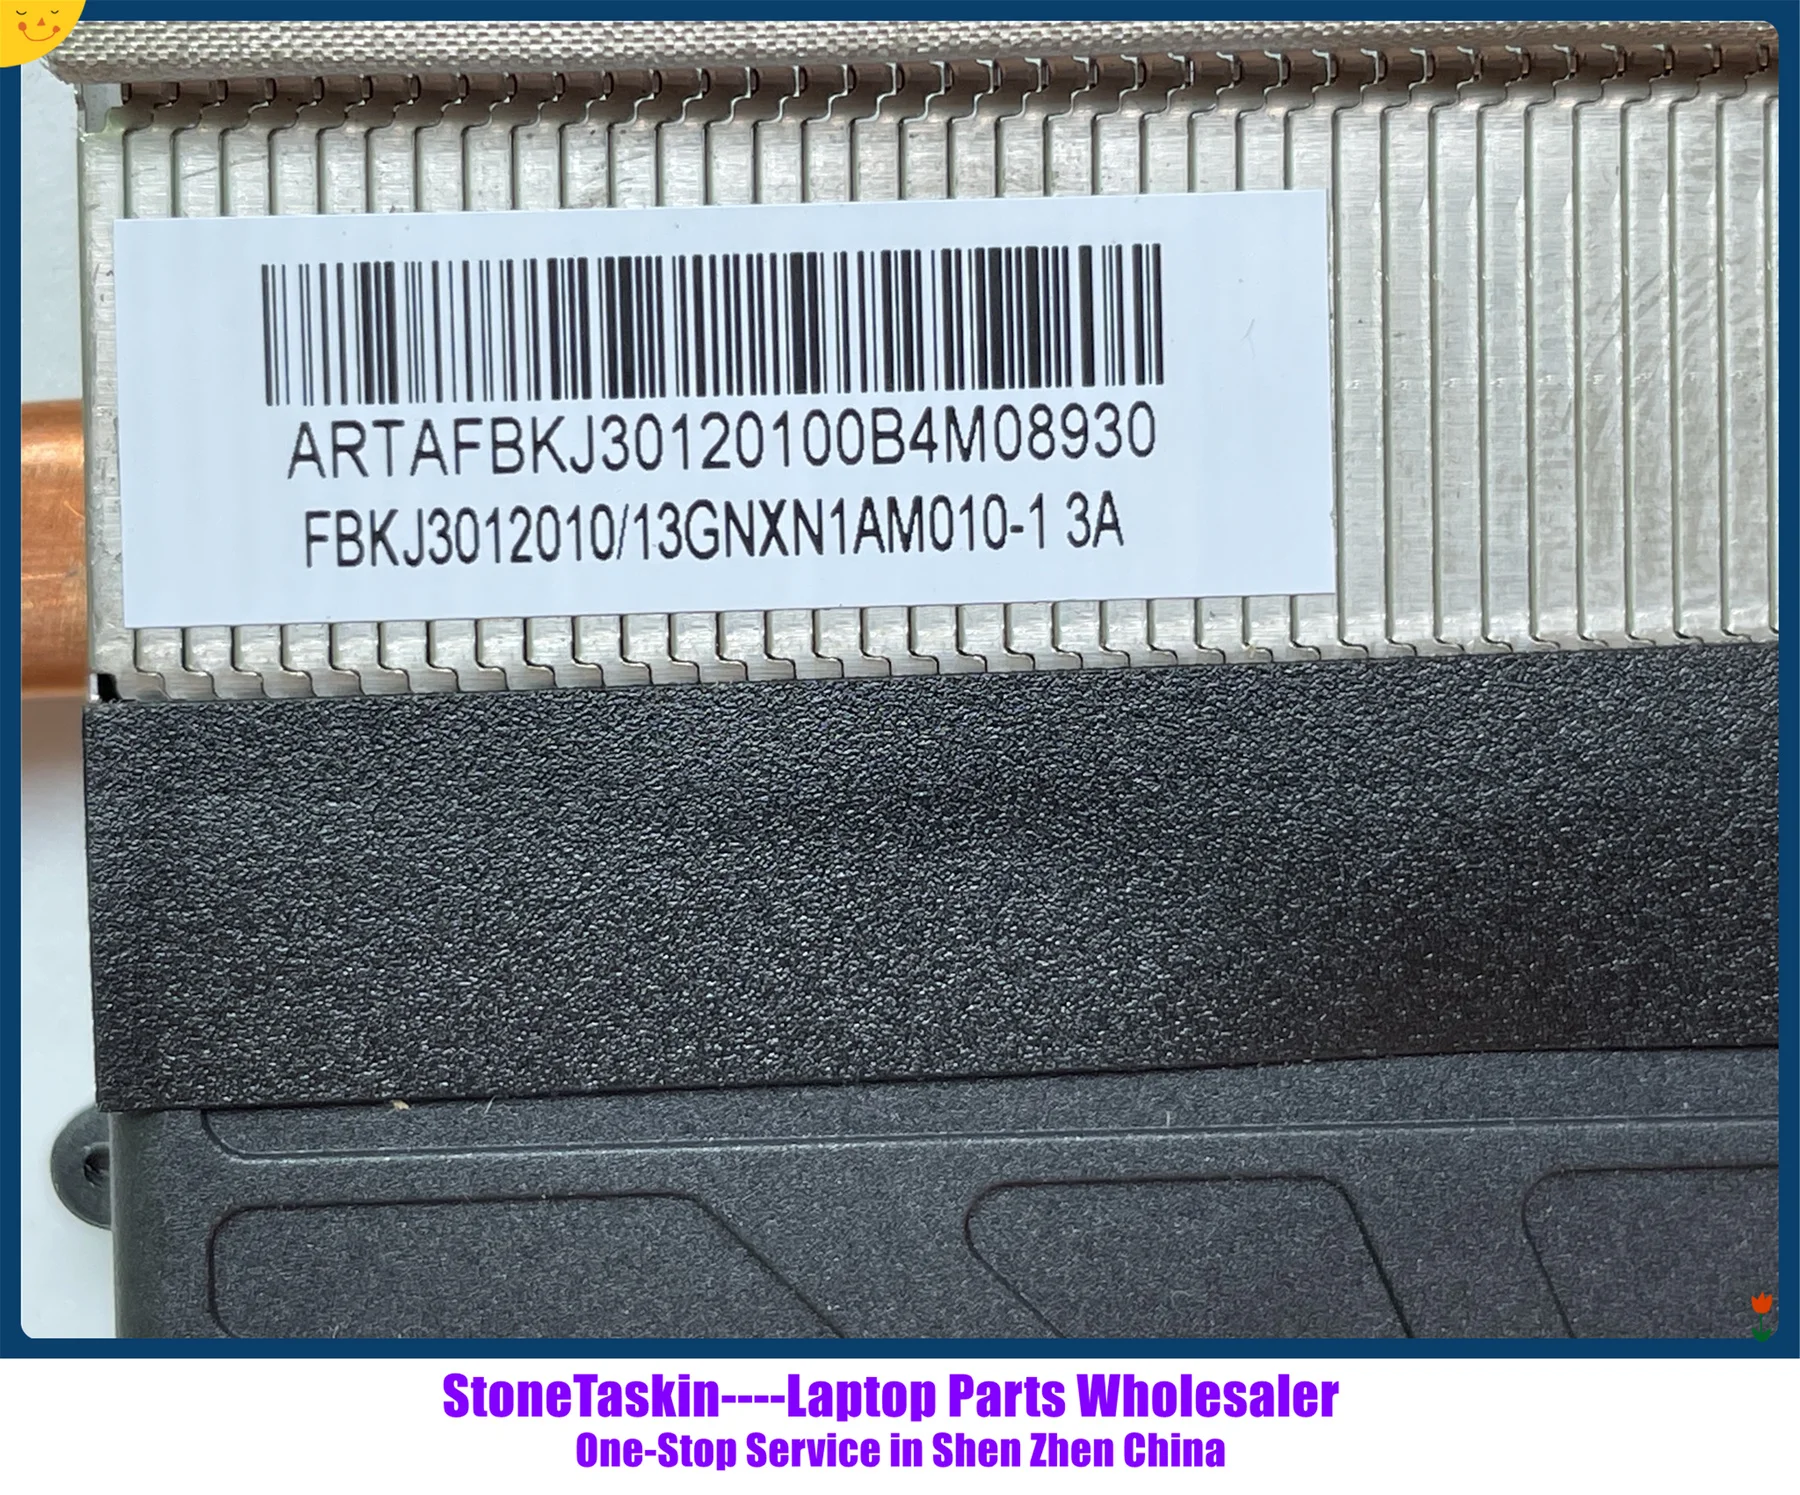 ARTAFBKJ30120100B4M08930
FBKJ3012010/13GNXN1AM010-1 3A
StoneTaskin----Laptop Parts Wholesaler
One-Stop Service in Shen Zhen China